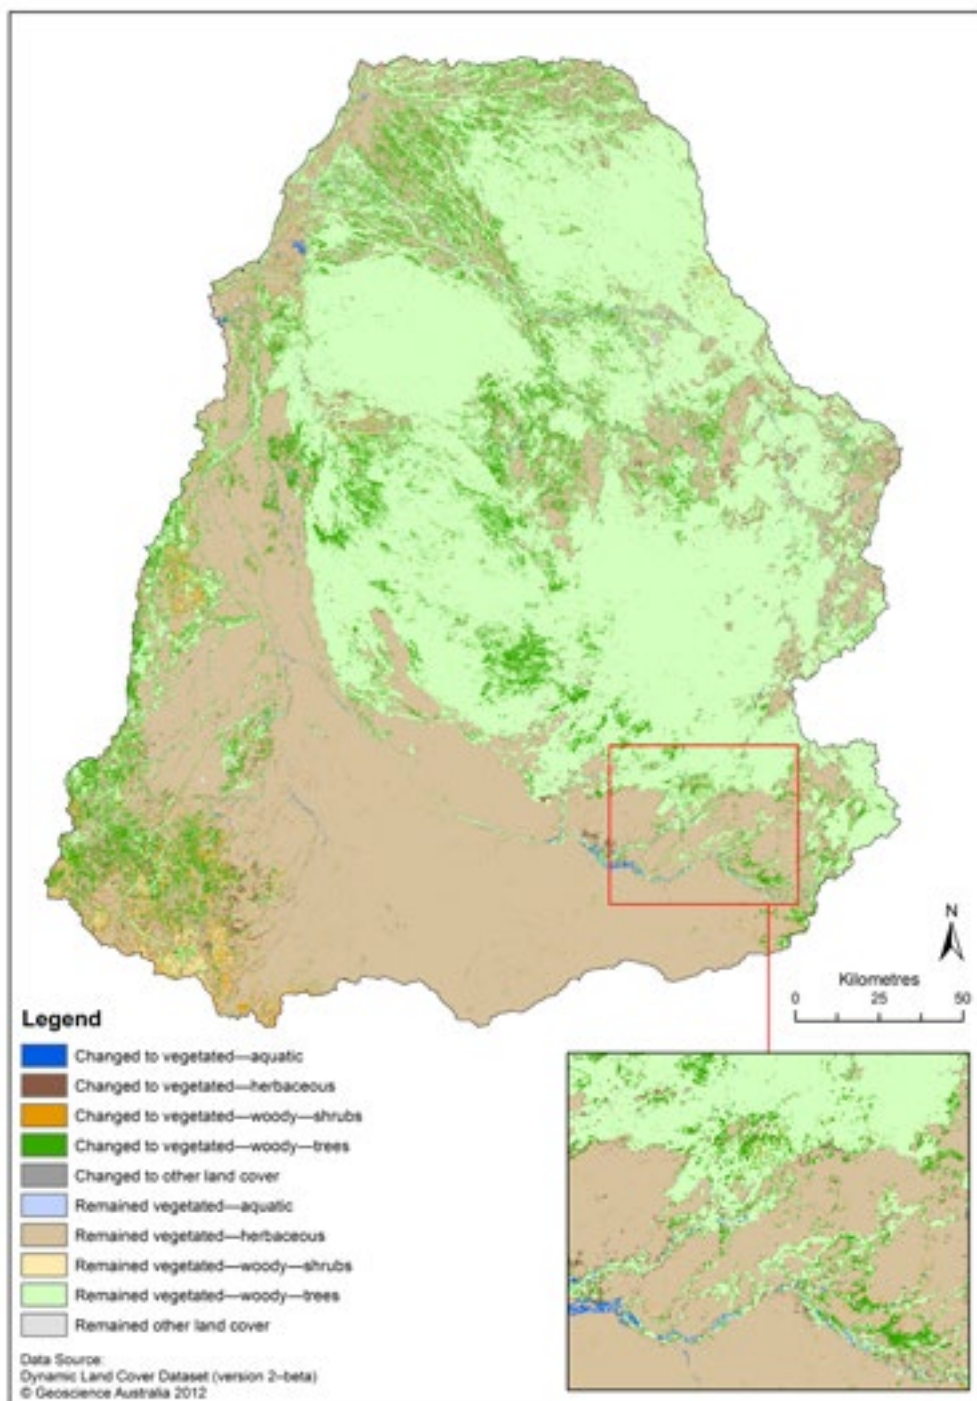 N
Kilometres
0 25 50
Legend
Changed to vegetated—aquatic
Changed to vegetated—herbaceous
Changed to vegetated—woody—shrubs
Changed to vegetated—woody—trees
Changed to other land cover
Remained vegetated—aquatic
Remained vegetated—herbaceous
Remained vegetated—woody—shrubs
Remained vegetated—woody—trees
Remained other land cover
Data Source:
Dynamic Land Cover Dataset (version 2–beta)
© Geoscience Australia 2012